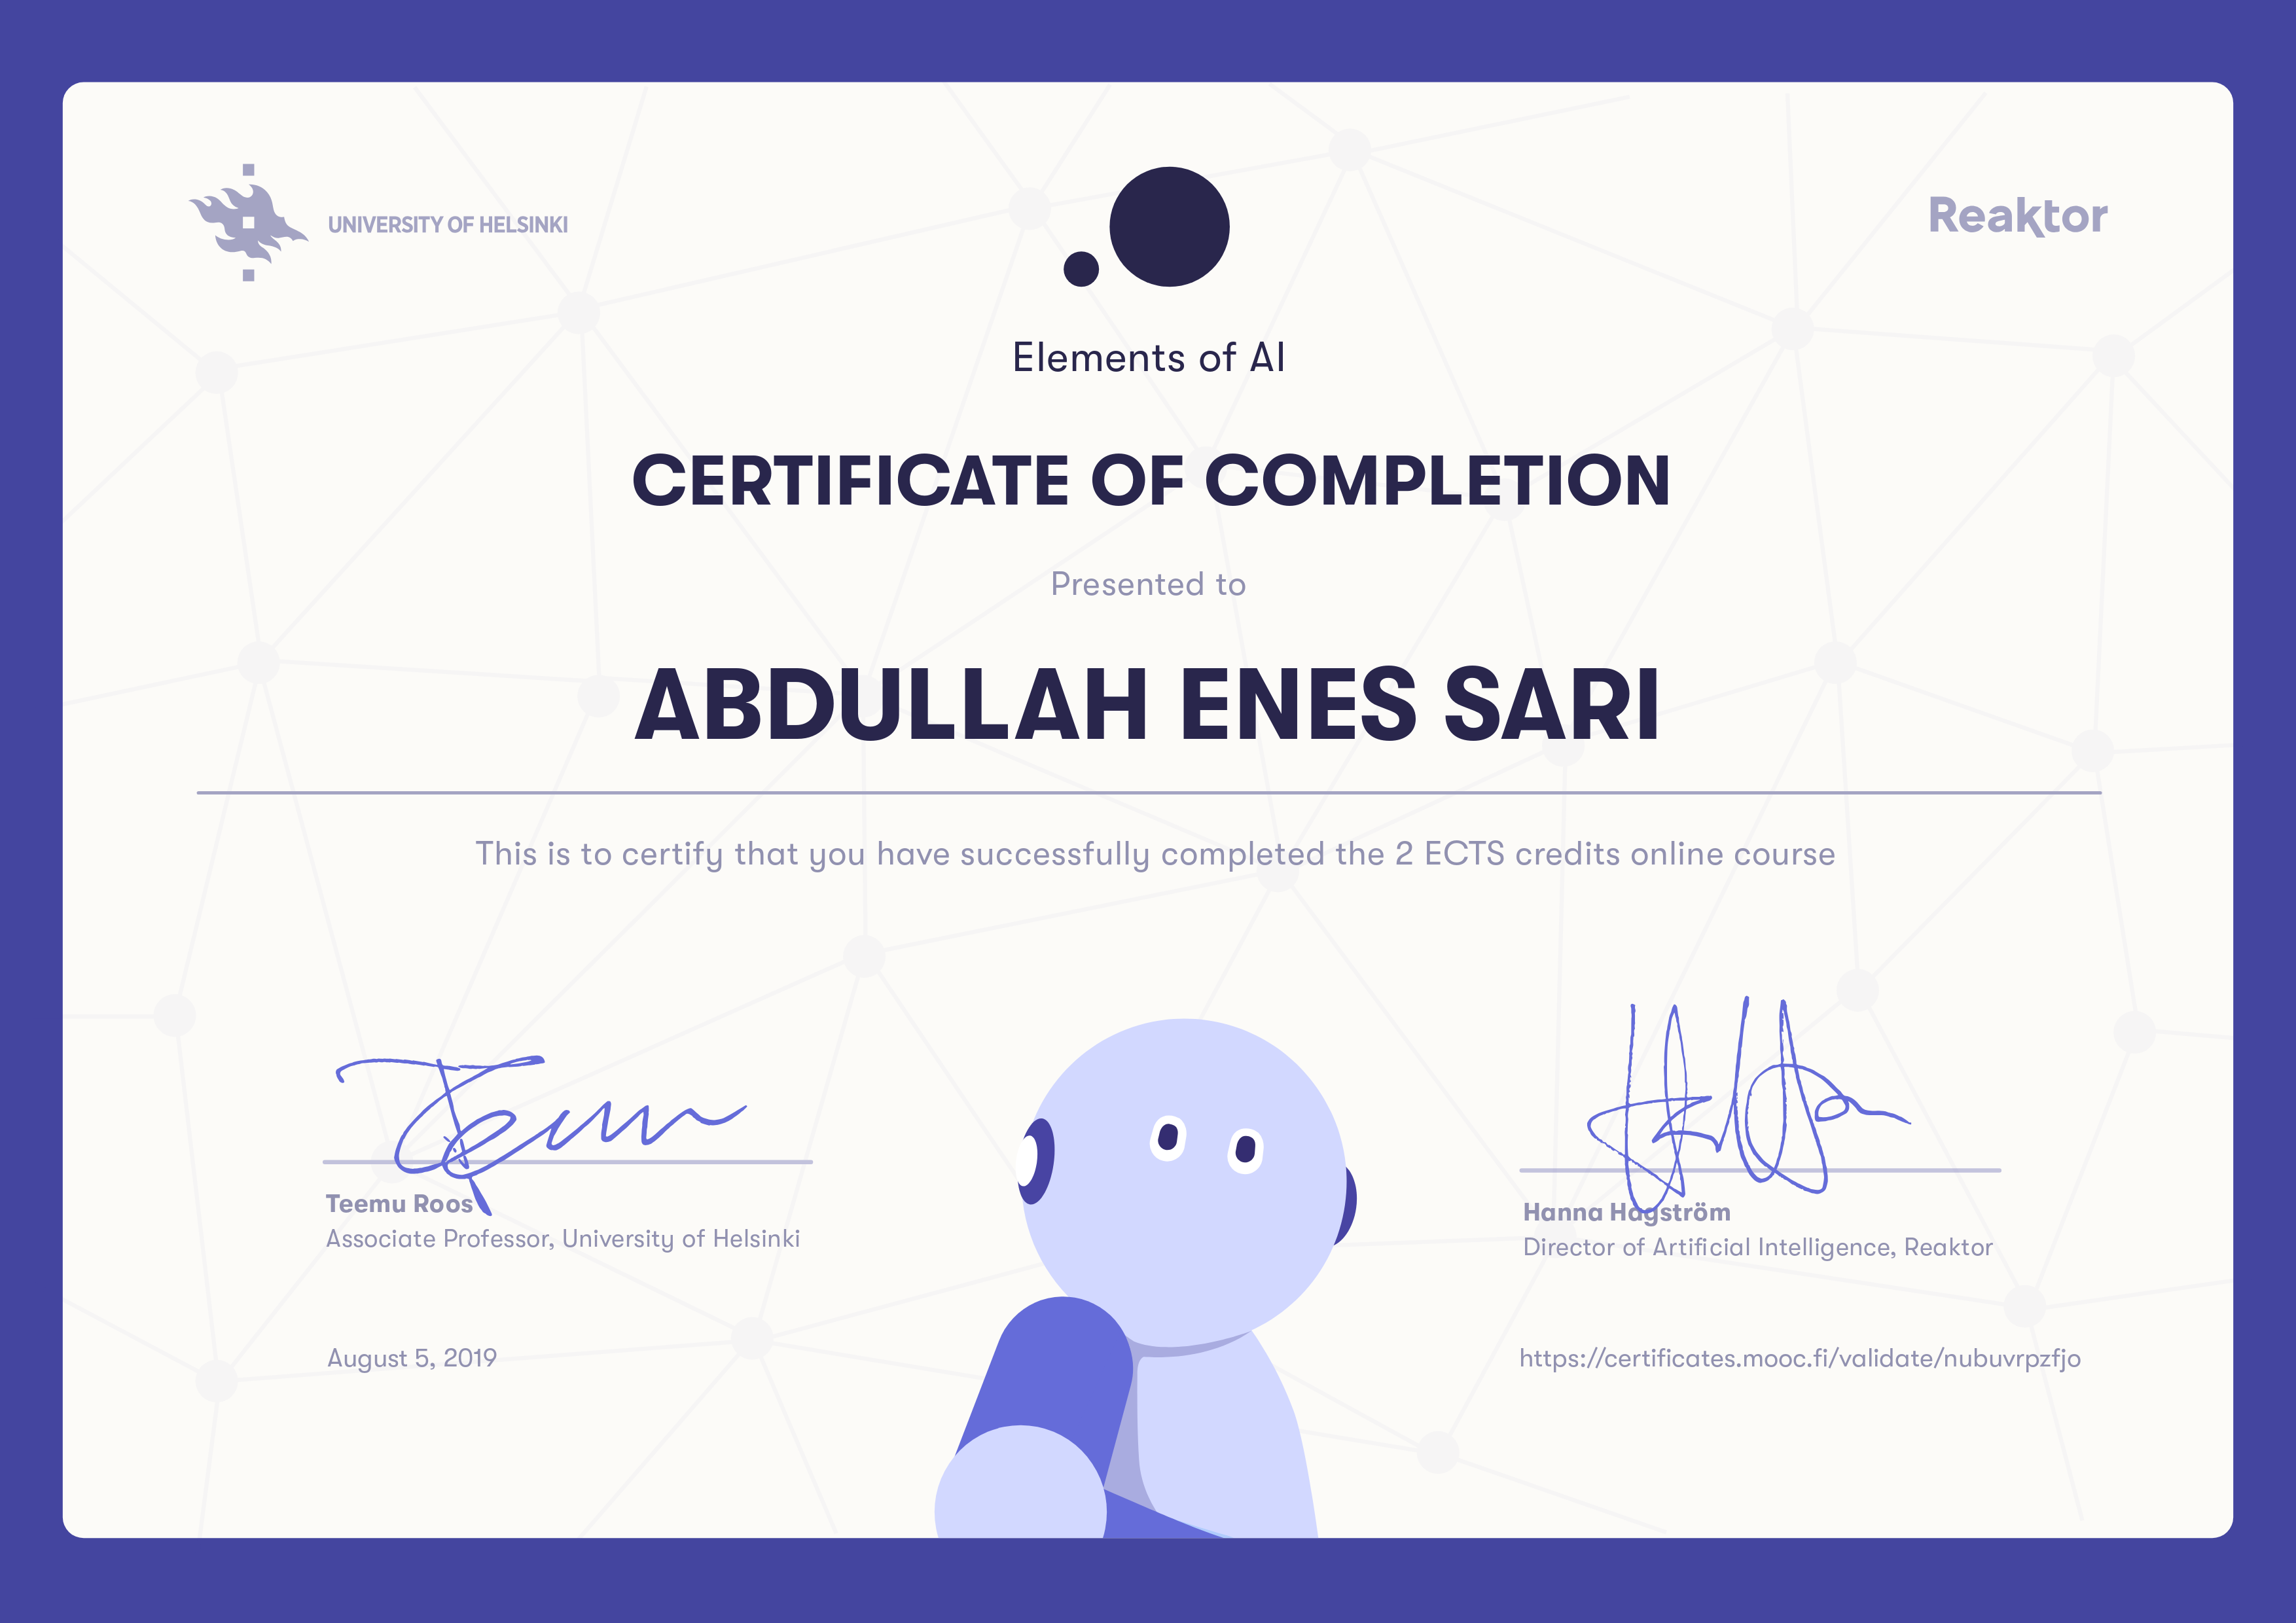 UNIVERSITY OF HELSINKI
Reaktor
Elements of AI
CERTIFICATE OF COMPLETION
Presented to
ABDULLAH ENES SARI
This is to certify that you have successfully completed the 2 ECTS credits online course
Teemu Roos
Associate Professor, University of Helsinki
Hanna Hagström
Director of Artificial Intelligence, Reaktor
August 5, 2019
https://certificates.mooc.fi/validate/nubuvrpzfjo